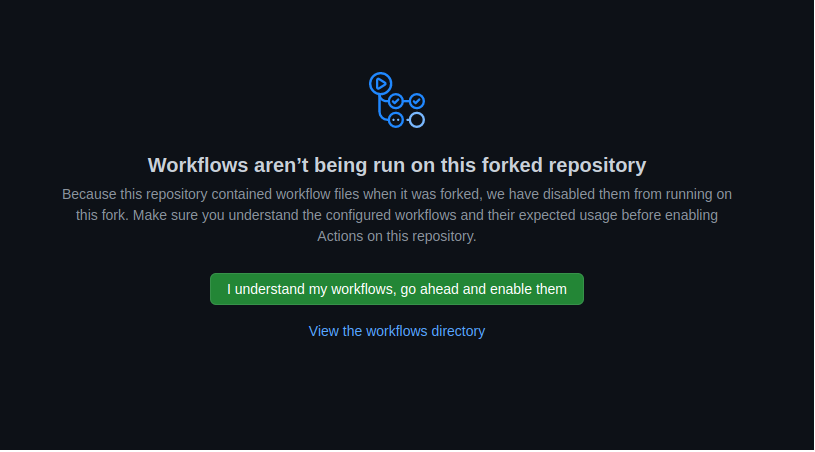 Workflows aren’t being run on this forked repository
Because this repository contained workflow files when it was forked, we have disabled them from running on
this fork. Make sure you understand the configured workflows and their expected usage before enabling
Actions on this repository.
I understand my workflows, go ahead and enable them
View the workflows directory